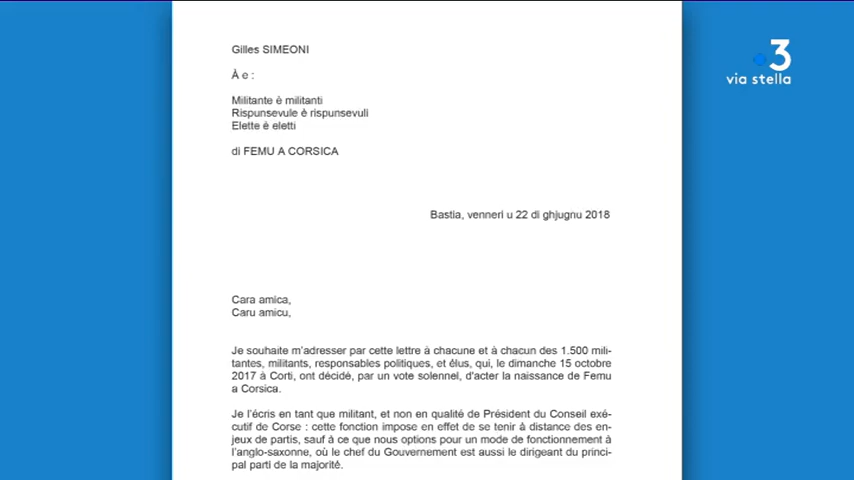 Gilles SIMEONI
À e :
Militante è militanti
Rispunsevule è rispunsevuli
Elette è eletti
di FEMU A CORSICA
Bastia, venneri u 22 di ghjugnu 2018
Cara amica,
Caru amicu,
Je souhaite m'adresser par cette lettre à chacune et à chacun des 1.500 mili-
tantes, militants, responsables politiques, et élus, qui, le dimanche 15 octobre
2017 à Corti, ont décidé, par un vote solennel, d'acter la naissance de Femu
a Corsica.
Je l'écris en tant que militant, et non en qualité de Président du Conseil exé-
cutif de Corse : cette fonction impose en effet de se tenir à distance des en-
jeux de partis, sauf à ce que nous options pour un mode de fonctionnement à
l'anglo-saxonne, où le chef du Gouvernement est aussi le dirigeant du princi-
pal parti de la majorité.
3
via stella